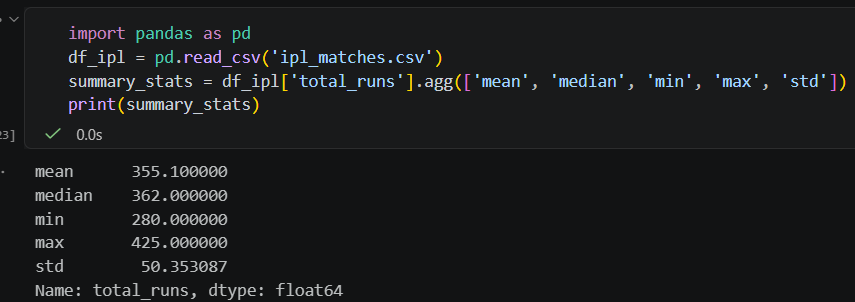 import pandas as pd
df_ipl = pd.read_csv('ipl_matches.csv')
summary_stats = df_ipl['total_runs'].agg(['mean', 'median', 'min', 'max', 'std'])
print(summary_stats)
23]
0.0s
mean 355.100000
median 362.000000
min 280.000000
max 425.000000
std 50.353087
Name: total_runs, dtype: float64